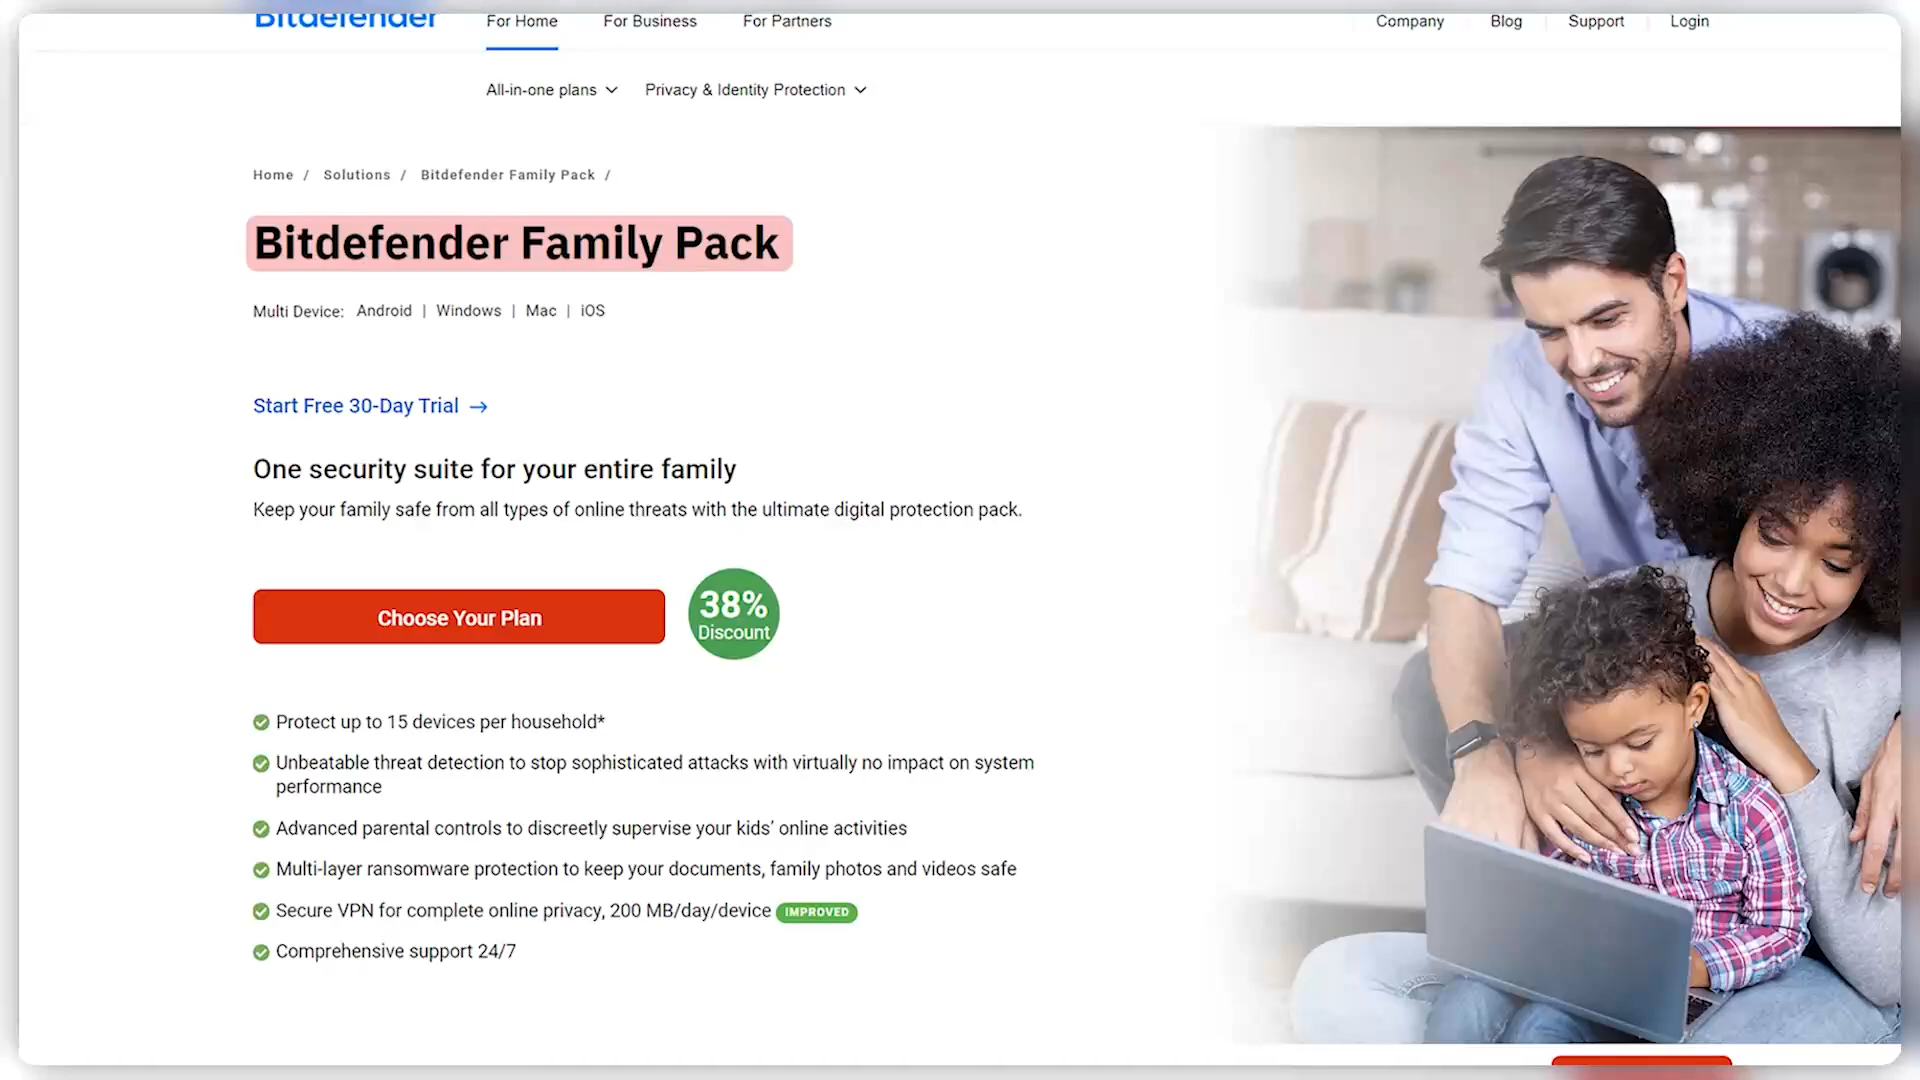 Bitdefender
For Home
For Business
For Partners
Company
Blog
Support
Login
All-in-one plans
Privacy & Identity Protection
Home / Solutions / Bitdefender Family Pack /
Bitdefender Family Pack
Multi Device: Android | Windows | Mac | iOS
Start Free 30-Day Trial →
One security suite for your entire family
Keep your family safe from all types of online threats with the ultimate digital protection pack.
Choose Your Plan
38%
Discount
Protect up to 15 devices per household*
Unbeatable threat detection to stop sophisticated attacks with virtually no impact on system
performance
Advanced parental controls to discreetly supervise your kids’ online activities
Multi-layer ransomware protection to keep your documents, family photos and videos safe
Secure VPN for complete online privacy, 200 MB/day/device IMPROVED
Comprehensive support 24/7